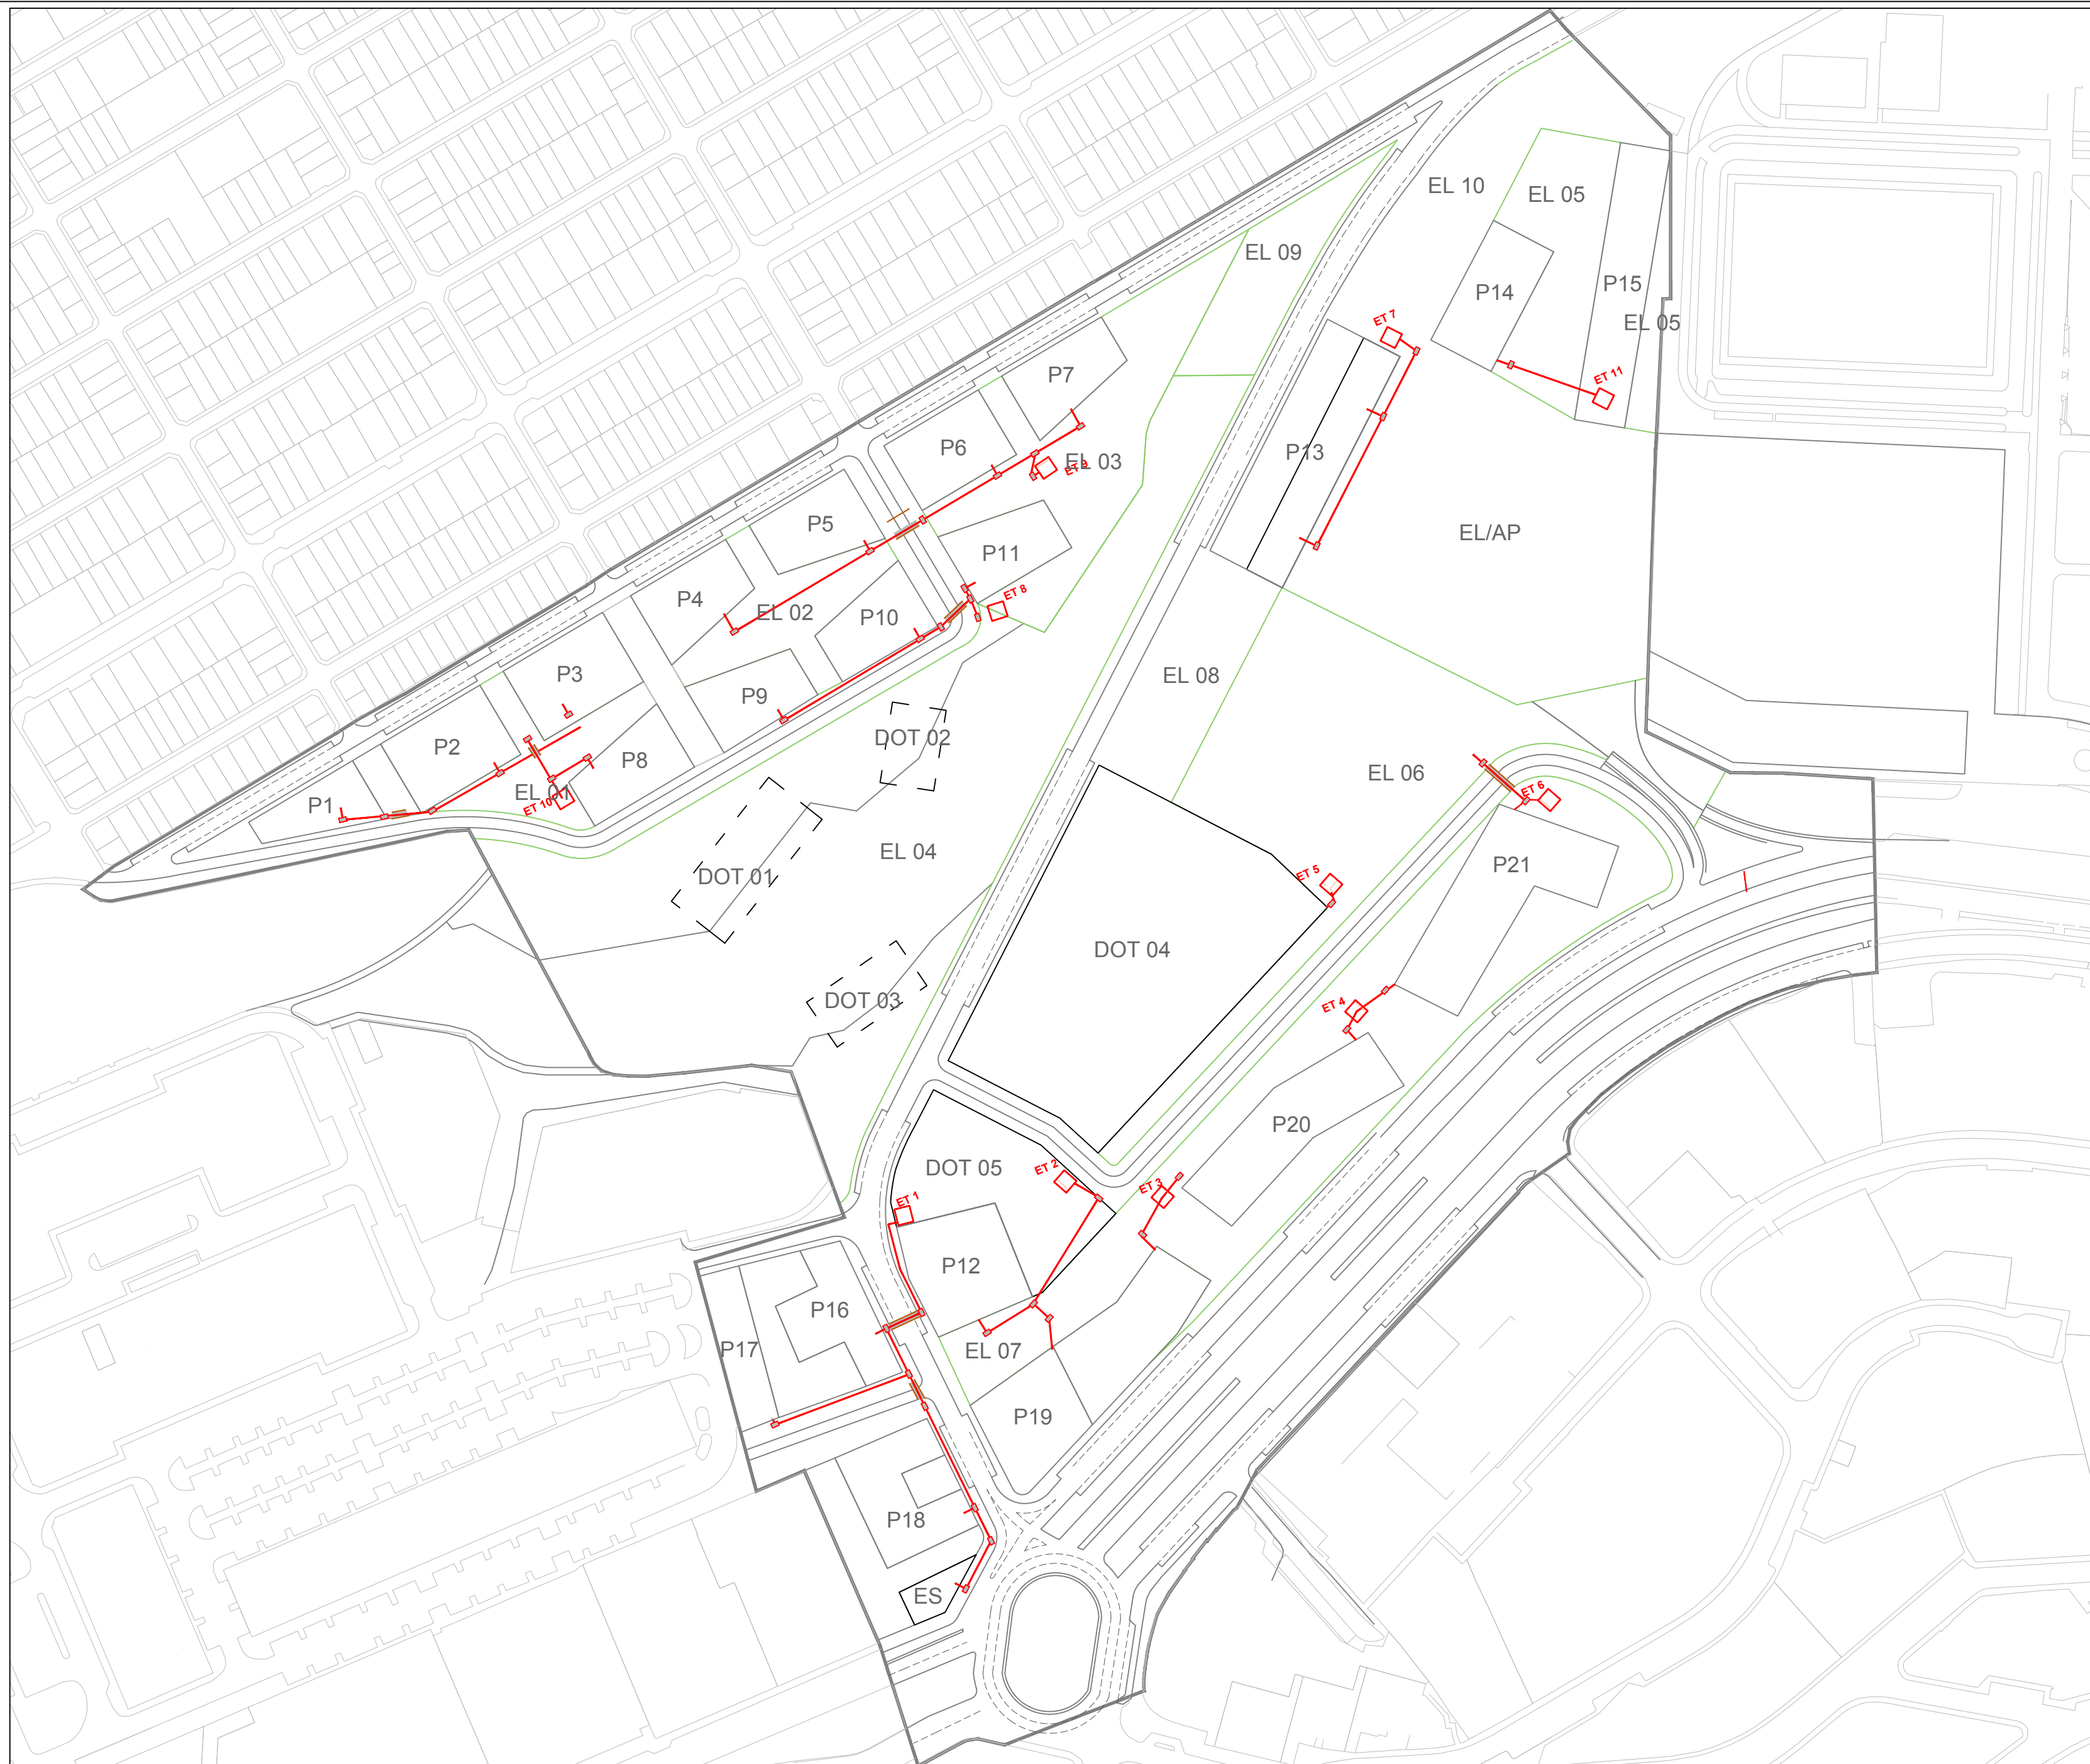 EL 10
EL 05
EL 09
P15
P14
EL 05
ET 7
ET 11
P7
P6
P13
EL 03
ET 9
P5
EL/AP
P11
ET 8
P4
EL 02
P10
P3
EL 08
P9
P2
DOT 02
P8
EL 06
EL 01
ET 10
P1
ET 6
EL 04
P21
DOT 01
ET 5
DOT 04
DOT 03
ET 4
P20
DOT 05
ET 2
ET 3
ET 1
P12
P16
P17
EL 07
P19
P18
ES